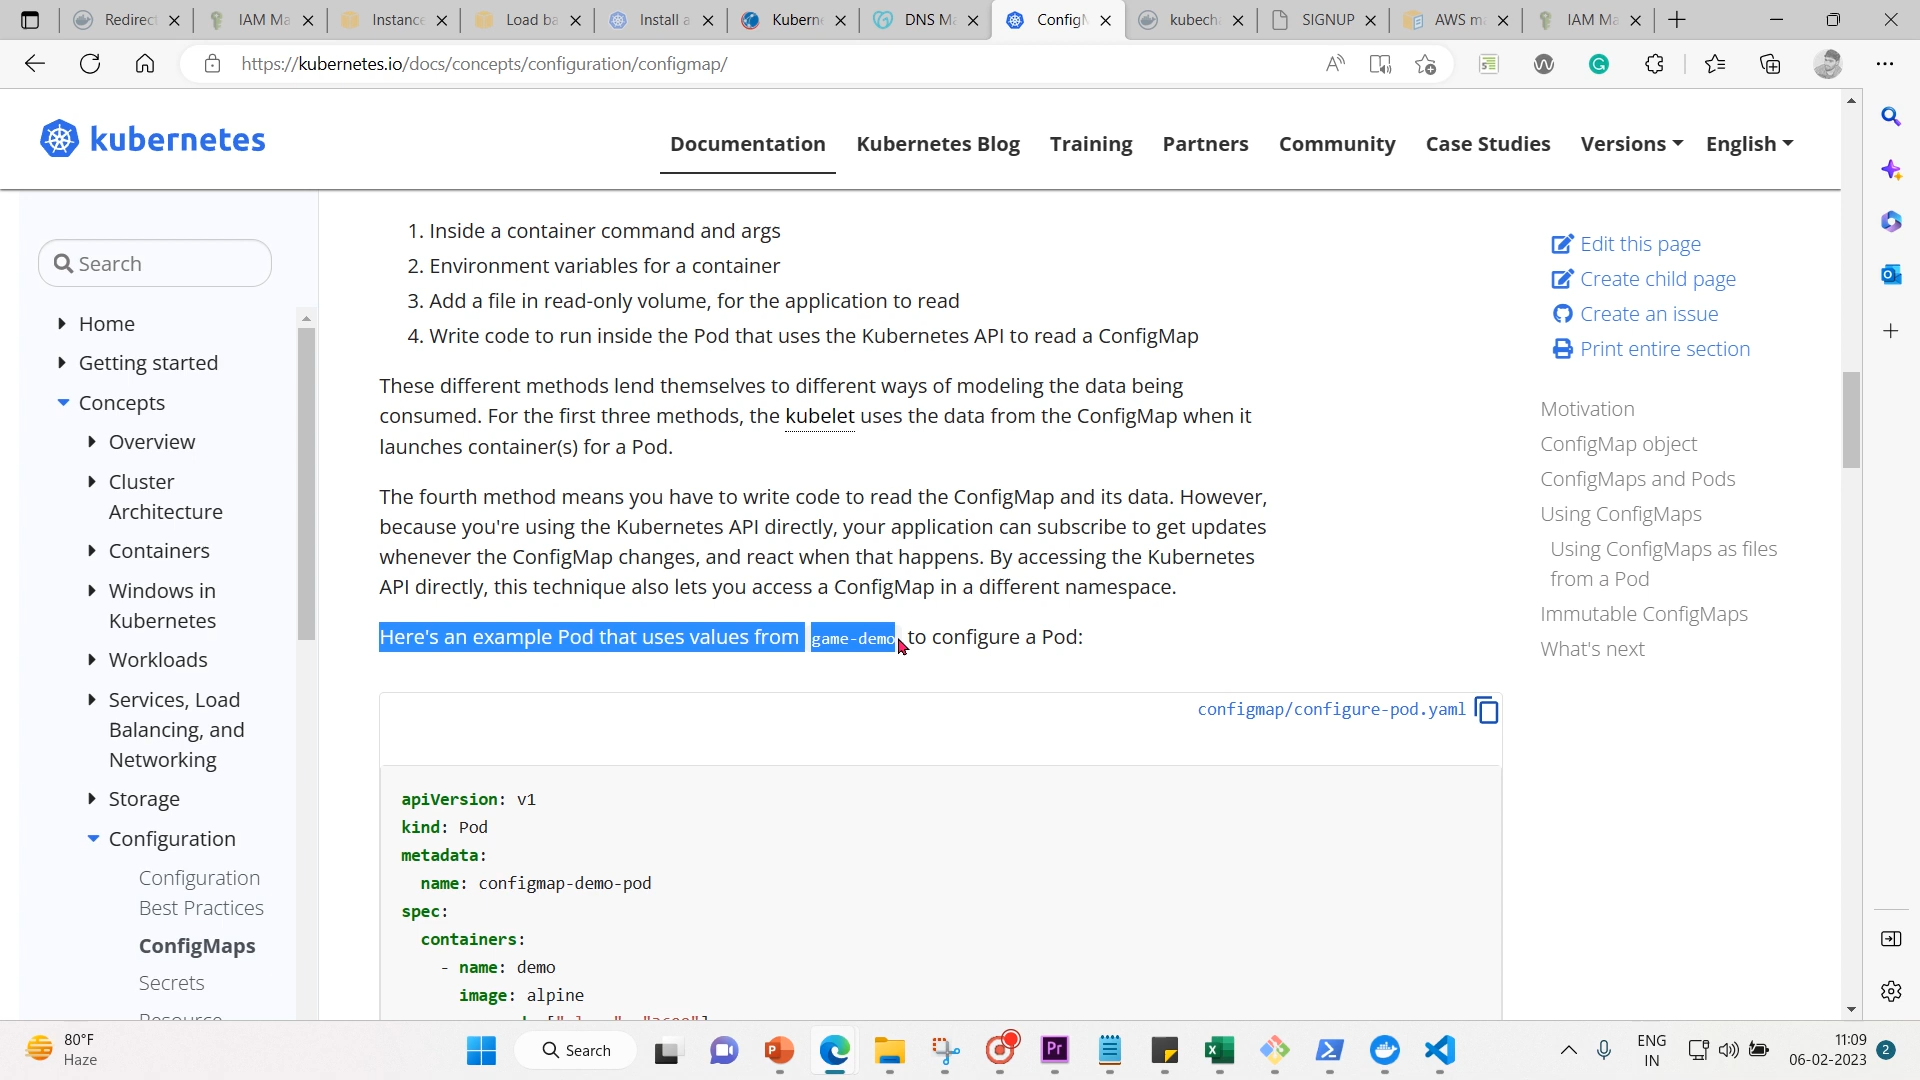 Redirect
IAM Ma
Instance
Load ba
Install a
Kuberne
DNS Ma
ConfigM
kubech
SIGNUP
AWS ma
IAM Ma
https://kubernetes.io/docs/concepts/configuration/configmap/
kubernetes
Documentation
Kubernetes Blog
Training
Partners
Community
Case Studies
Versions
English
Search
Home
Getting started
Concepts
Overview
Cluster
Architecture
Containers
Windows in
Kubernetes
Workloads
Services, Load
Balancing, and
Networking
Storage
Configuration
Configuration
Best Practices
ConfigMaps
Secrets
Resource
1. Inside a container command and args
2. Environment variables for a container
3. Add a file in read-only volume, for the application to read
4. Write code to run inside the Pod that uses the Kubernetes API to read a ConfigMap
These different methods lend themselves to different ways of modeling the data being
consumed. For the first three methods, the kubelet uses the data from the ConfigMap when it
launches container(s) for a Pod.
The fourth method means you have to write code to read the ConfigMap and its data. However,
because you're using the Kubernetes API directly, your application can subscribe to get updates
whenever the ConfigMap changes, and react when that happens. By accessing the Kubernetes
API directly, this technique also lets you access a ConfigMap in a different namespace.
Here's an example Pod that uses values from game-demo to configure a Pod:
configmap/configure-pod.yaml
apiVersion: v1
kind: Pod
metadata:
name: configmap-demo-pod
spec:
containers:
- name: demo
image: alpine
Edit this page
Create child page
Create an issue
Print entire section
Motivation
ConfigMap object
ConfigMaps and Pods
Using ConfigMaps
Using ConfigMaps as files
from a Pod
Immutable ConfigMaps
What's next
80°F
Haze
Search
ENG
IN
11:09
06-02-2023
2